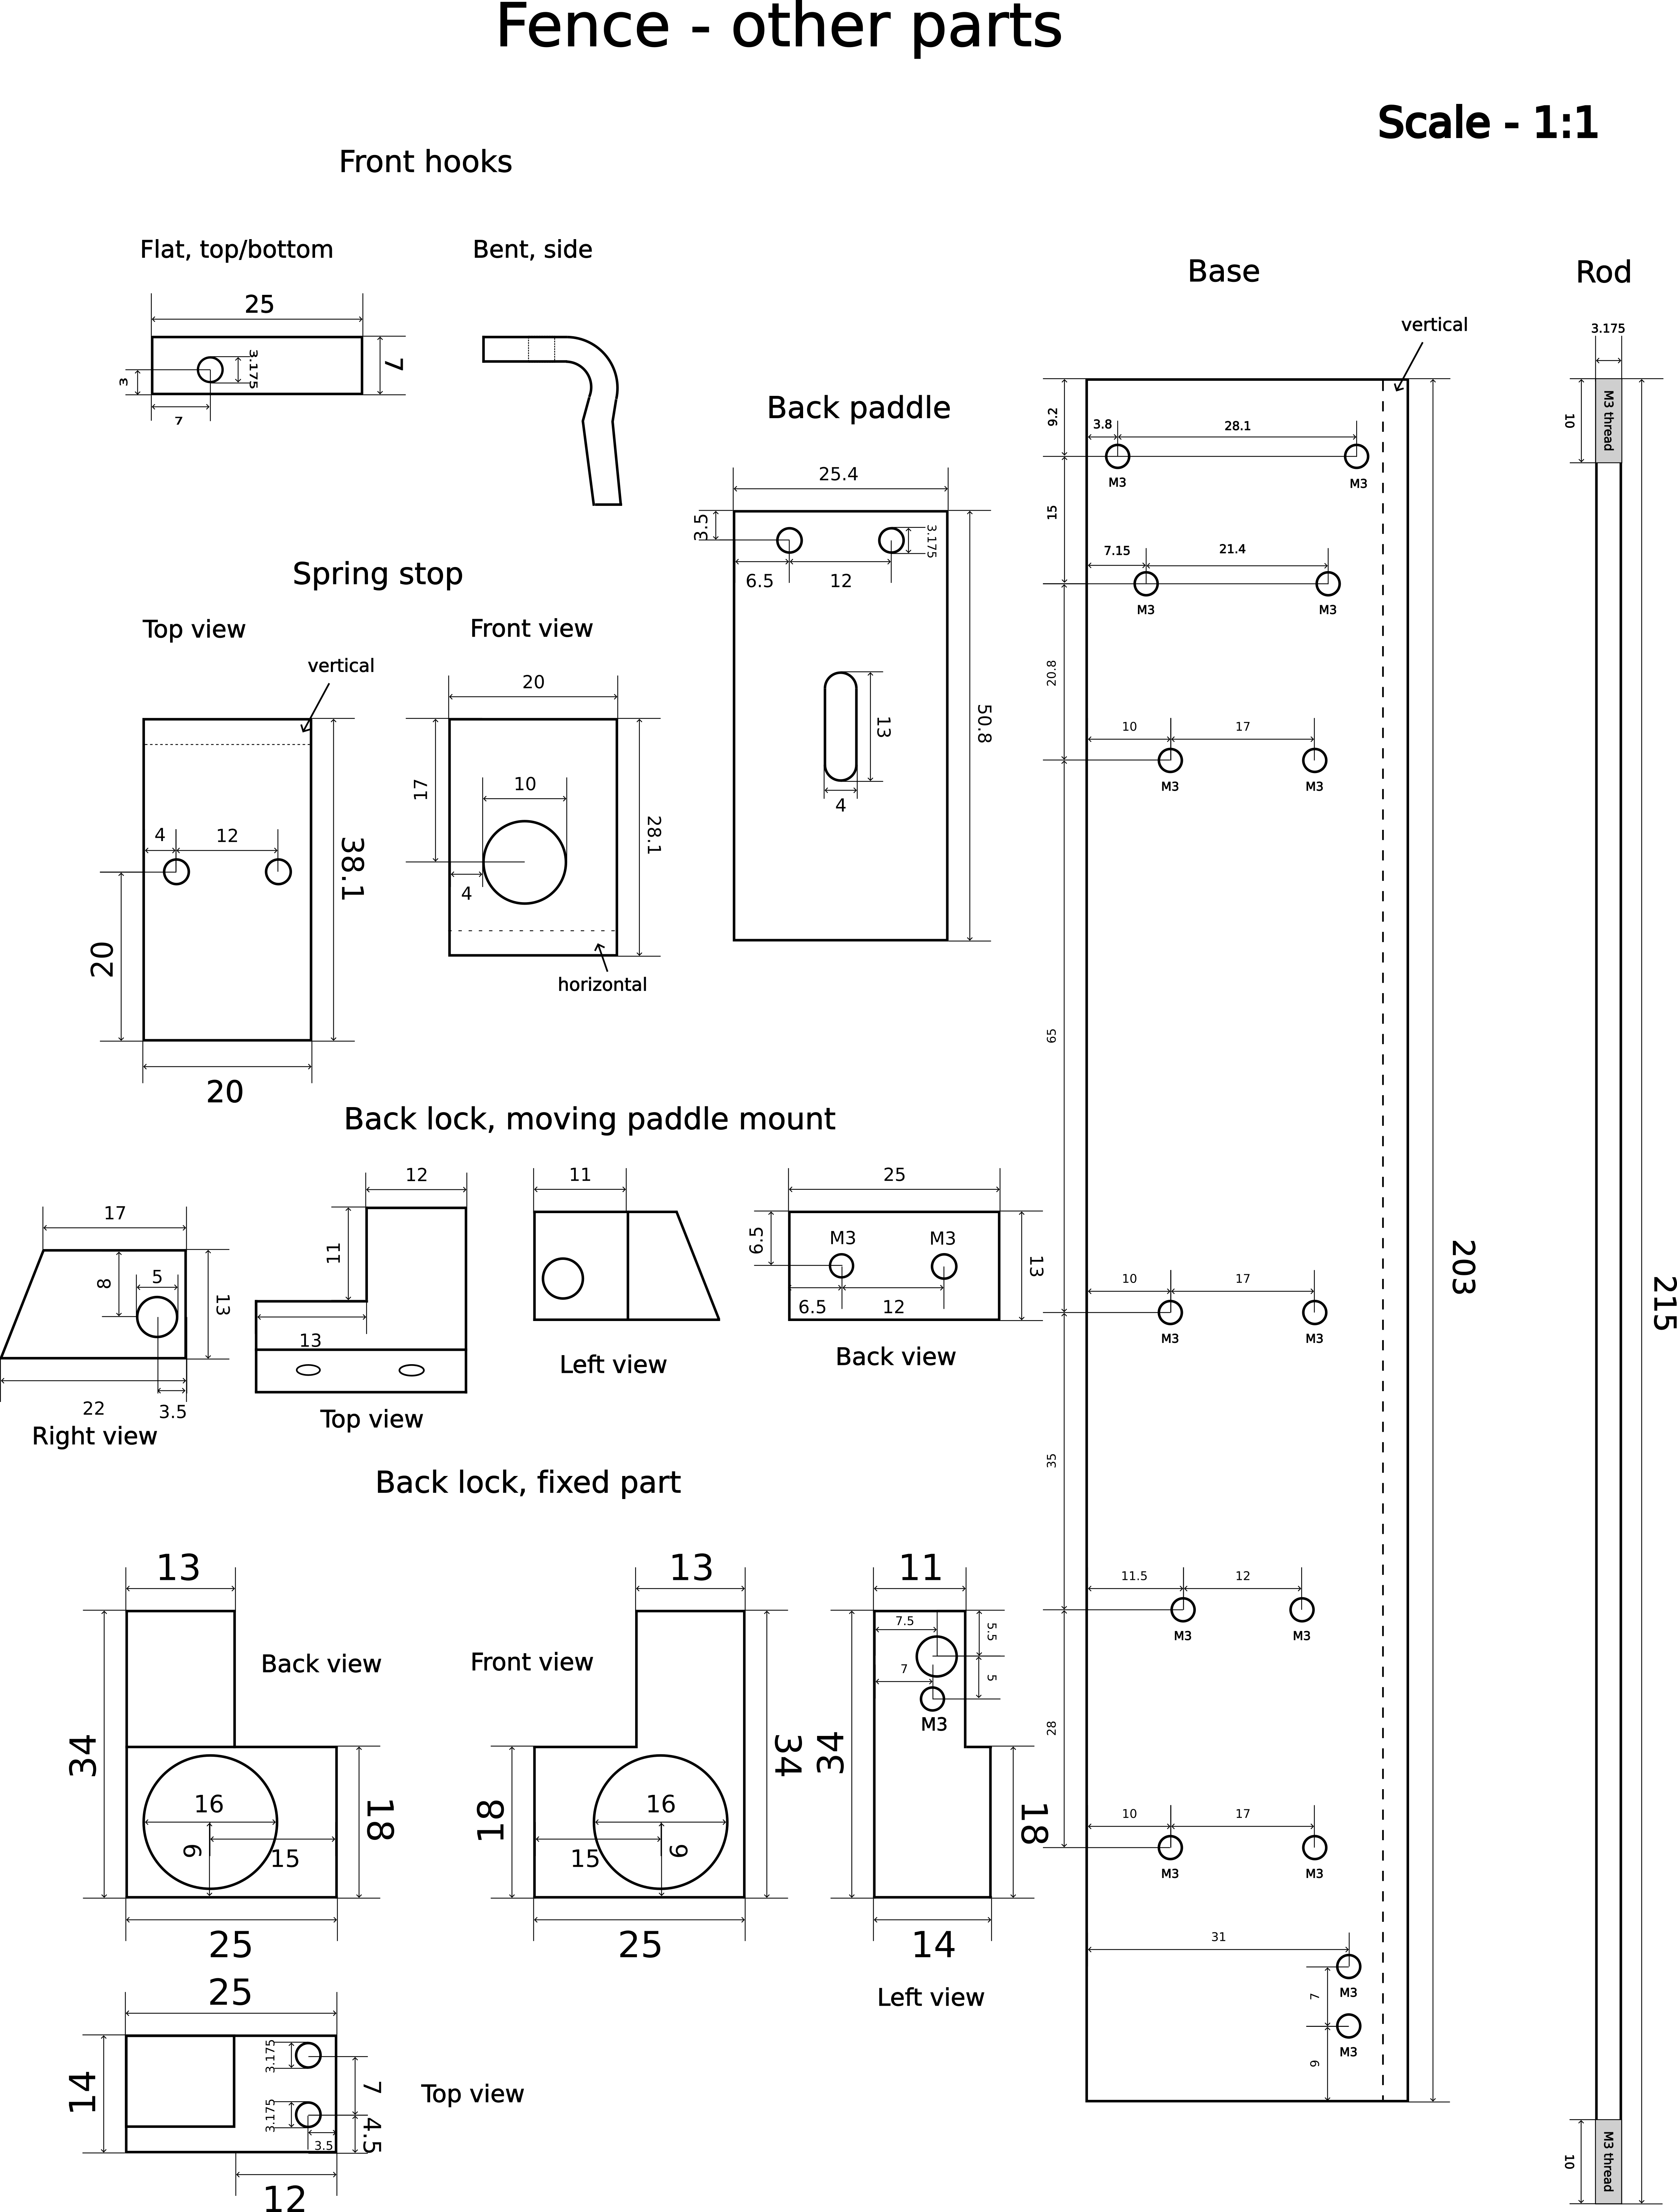 Fence - other parts
Scale - 1:1
Front hooks
Flat, top/bottom
Bent, side
25
3.175
7
3
7
Base
vertical
Rod
3.175
M3 thread
10
Back paddle
25.4
3.5
3.175
6.5
12
13
4
50.8
Spring stop
Top view
Front view
vertical
4
12
38.1
20
20
20
17
10
4
28.1
horizontal
9.2
3.8
28.1
M3
M3
15
7.15
21.4
M3
M3
20.8
10
17
M3
M3
65
10
17
M3
M3
203
215
35
11.5
12
M3
M3
28
10
17
M3
M3
31
M3
7
M3
9
10
M3 thread
Back lock, moving paddle mount
17
8
5
13
22
3.5
Right view
12
11
13
Top view
11
Left view
25
6.5
M3
M3
13
6.5
12
Back view
Back lock, fixed part
13
34
Back view
16
9
15
18
25
13
Front view
34
18
16
15
9
25
11
7.5
5.5
7
5
M3
34
18
14
Left view
25
14
3.175
3.175
7
4.5
3.5
12
Top view